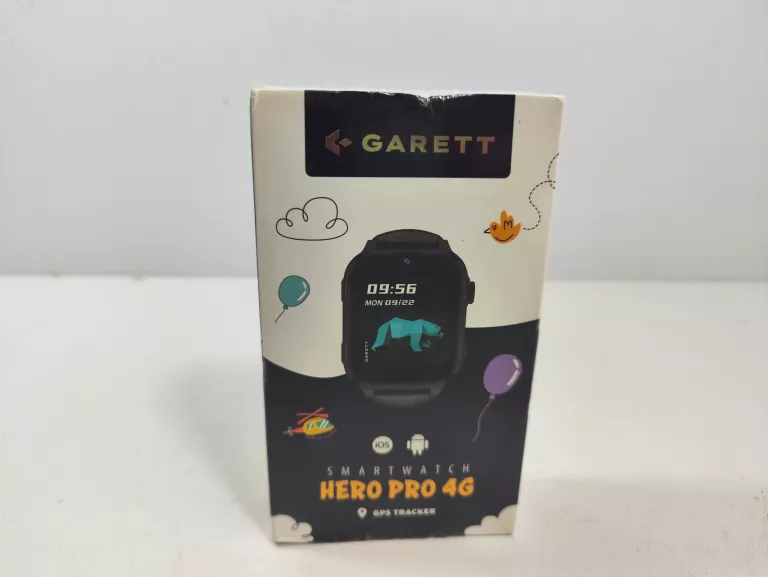 GARETT
09:56
MON 09/22
GARETT
iOS
SMARTWATCH
HERO PRO 4G
GPS TRACKER